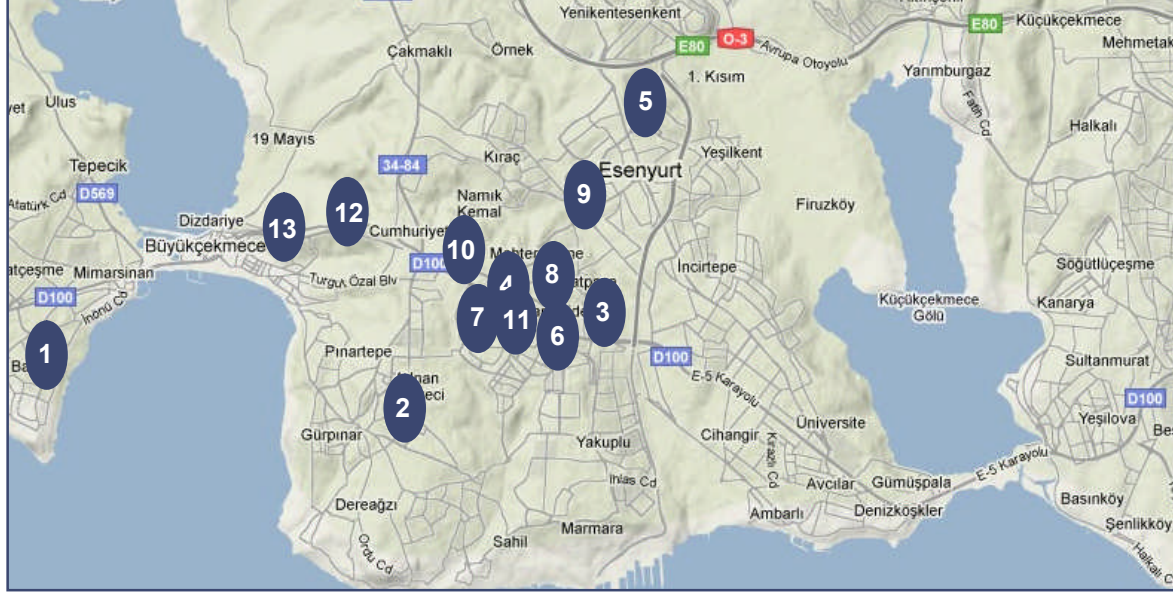 Yenikentesenkent
E80
O-3
Avrupa Otoyolu
E80
Küçükçekmece
Mehmetak
Çakmaklı
Örnek
1. Kısım
Yarımburgaz
Fatih Cd
Ulus
5
Halkalı
19 Mayıs
Tepecik
34-84
Kıraç
Esenyurt
Yeşilkent
Atatürk Cd
D569
Namık
Kemal
9
Firuzköy
Dizdariye
13
12
Cumhuriyet
Büyükçekmece
10
D100
8
4
İncirtepe
Söğütlüçeşme
Mimarsinan
Turgut Özal Blv
D100
İnönü Cd
7
11
6
3
Küçükçekmece
Gölü
Kanarya
1
Pınartepe
D100
E-5 Karayolu
Sultanmurat
D100
2
Gürpınar
Yakuplu
Cihangir
Kirazlı Cd
Üniversite
Yeşilova
İhlas Cd
Avcılar
Gümüşpala
E-5 Karayolu
Dereağzı
Ambarlı
Denizköşkler
Basınköy
Marmara
Şenlikköy
Ordu Cd
Sahil
Halkalı C